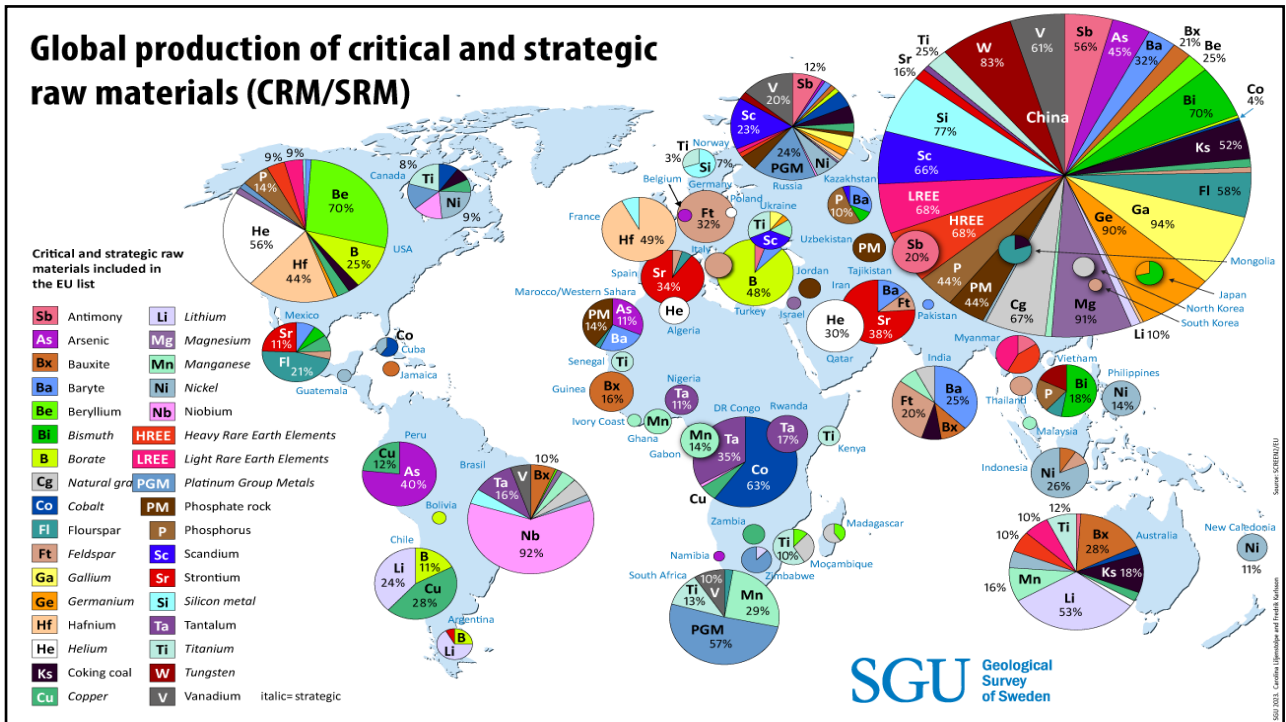 Global production of critical and strategic
raw materials (CRM/SRM)
Critical and strategic raw
materials included in
the EU list
Sb Antimony
As Arsenic
Bx Bauxite
Ba Baryte
Be Beryllium
Bi Bismuth
B Borate
Cg Natural gra
Co Cobalt
Fl Flourspar
Ft Feldspar
Ga Gallium
Ge Germanium
Hf Hafnium
He Helium
Ks Coking coal
Cu Copper
Li Lithium
Mg Magnesium
Mn Manganese
Ni Nickel
Nb Niobium
HREE Heavy Rare Earth Elements
LREE Light Rare Earth Elements
PGM Platinum Group Metals
PM Phosphate rock
P Phosphorus
Sc Scandium
Sr Strontium
Si Silicon metal
Ta Tantalum
Ti Titanium
W Tungsten
V Vanadium
italic= strategic
USA
9%
9%
P
14%
Be
70%
B
25%
Hf
44%
He
56%
Canada
8%
Ti
Ni
9%
Mexico
Sr
11%
Fl
21%
Co
Cuba
Jamaica
Guatemala
Peru
Cu
12%
As
40%
Bolivia
Chile
B
11%
Li
24%
Cu
28%
Argentina
B
Li
Brasil
10%
V
Bx
Ta
16%
Nb
92%
Norway
Ti
3%
Si
7%
Belgium
Germany
Poland
Ft
32%
France
Hf 49%
Italy
Spain
Sr
34%
Ukraine
Ti
Sc
B
48%
Turkey
Russia
12%
V
20%
Sb
Sc
23%
24%
PGM
Ni
Kazakhstan
P
10%
Ba
Uzbekistan
PM
Tajikistan
Sb
20%
Jordan
Israel
Iran
Ba
Ft
Sr
38%
He
30%
Qatar
Pakistan
Marocco/Western Sahara
PM
14%
As
11%
Ba
He
Algeria
Senegal
Ti
Guinea
Bx
16%
Ivory Coast
Mn
Ghana
Nigeria
Ta
11%
Gabon
Mn
14%
DR Congo
Ta
35%
Co
63%
Cu
Rwanda
Ta
17%
Ti
Kenya
Zambia
Namibia
Zimbabwe
Ti
10%
Moçambique
Madagascar
South Africa
10%
V
Ti
13%
Mn
29%
PGM
57%
China
V
61%
Sb
56%
As
45%
Ba
32%
Bx
21%
Be
25%
Bi
70%
Co
4%
Ks 52%
Fl 58%
Ga
94%
Ge
90%
Li 10%
Mg
91%
Cg
67%
PM
44%
P
44%
HREE
68%
LREE
68%
Sc
66%
Si
77%
Sr
16%
Ti
25%
W
83%
Mongolia
Japan
North Korea
South Korea
India
Ba
25%
Ft
20%
Bx
Myanmar
Thailand
Vietnam
Bi
18%
P
Philippines
Ni
14%
Malaysia
Indonesia
Ni
26%
Australia
12%
Ti
Bx
28%
Ks 18%
Li
53%
16%
Mn
10%
10%
New Caledonia
Ni
11%
SGU Geological
Survey
of Sweden
Source: SCREEN2/EU
SGU 2023. Carolina Liljenstolpe and Fredrik Karlsson